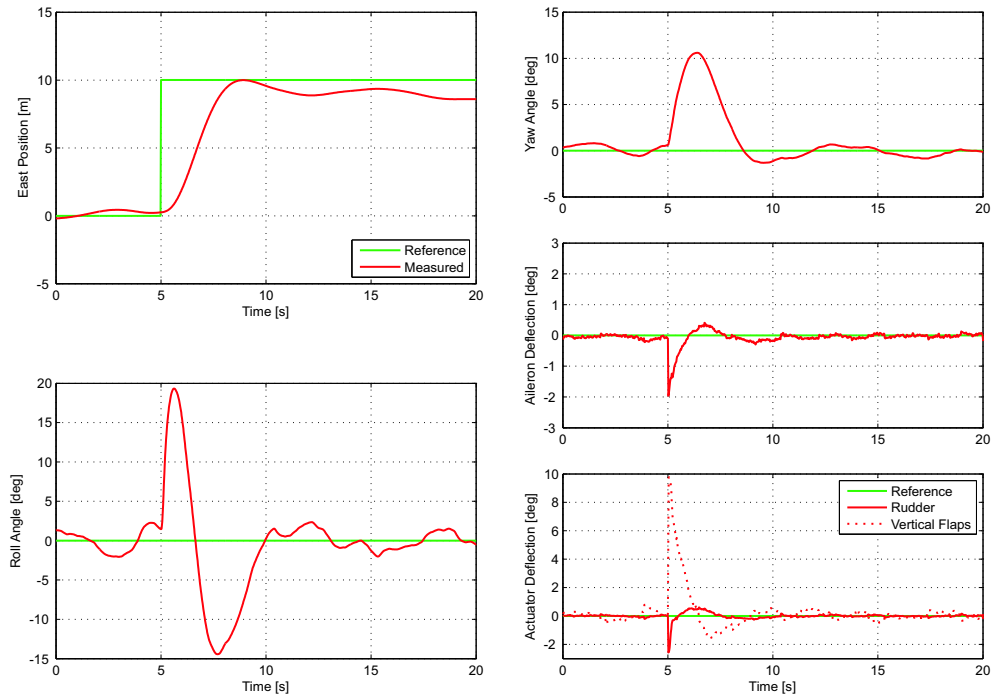 15
10
5
0
-5
East Position [m]
0 5 10 15 20
Time [s]
Reference
Measured
20
15
10
5
0
-5
-10
-15
Roll Angle [deg]
0 5 10 15 20
Time [s]
15
10
5
0
-5
Yaw Angle [deg]
0 5 10 15 20
3
2
1
0
-1
-2
-3
Aileron Deflection [deg]
0 5 10 15 20
10
8
6
4
2
0
-2
Actuator Deflection [deg]
0 5 10 15 20
Time [s]
Reference
Rudder
Vertical Flaps